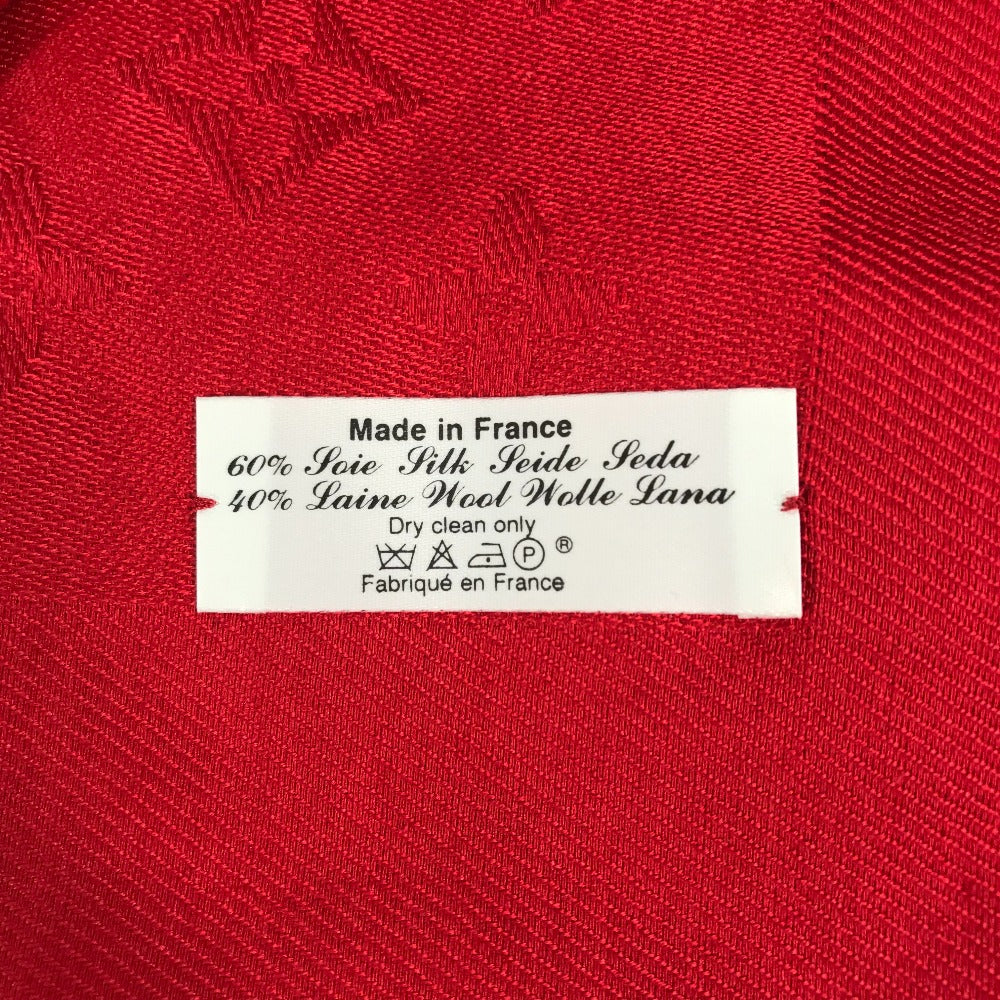 Made in France
60% Soie Silk Seide Seda
40% Laine Wool Wolle Lana
Dry clean only
P ®
Fabriqué en France